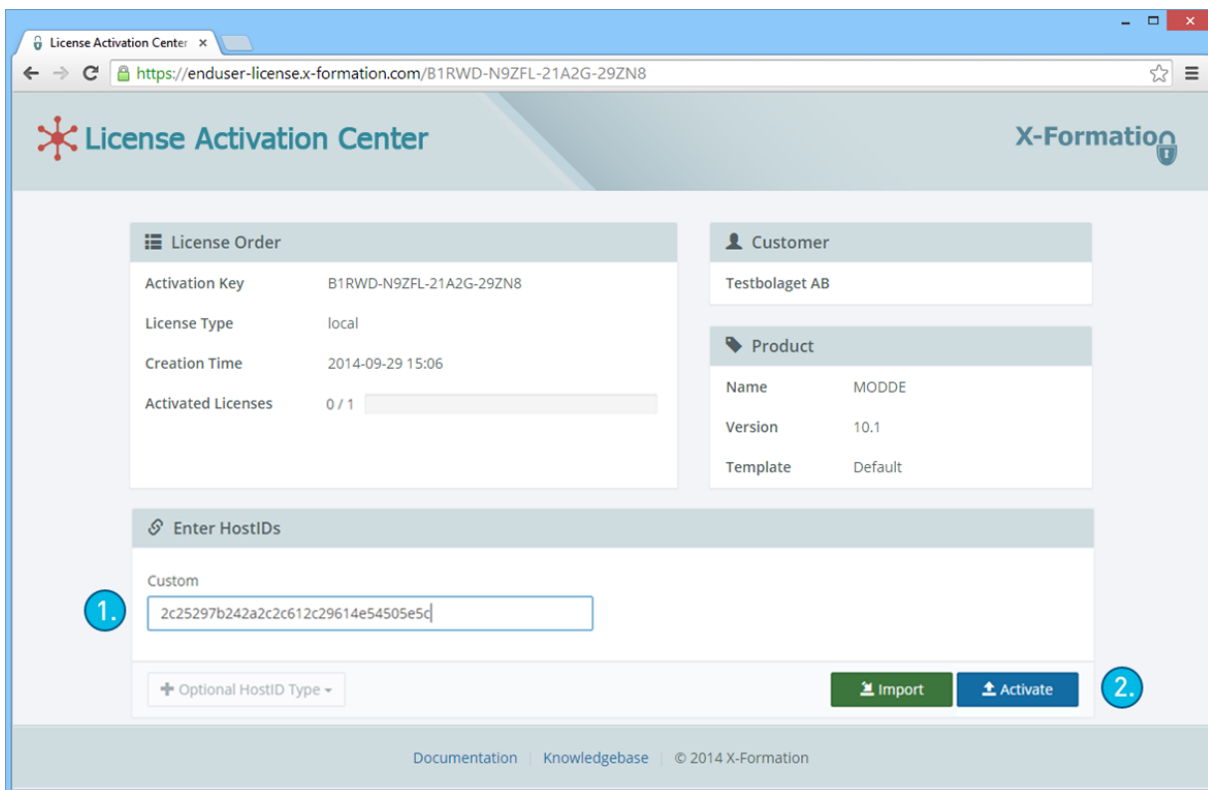 License Activation Center
https://enduser-license.x-formation.com/B1RWD-N9ZFL-21A2G-29ZN8
License Activation Center
X-Formation
License Order
Activation Key B1RWD-N9ZFL-21A2G-29ZN8
License Type local
Creation Time 2014-09-29 15:06
Activated Licenses 0 / 1
Customer
Testbolaget AB
Product
Name MODDE
Version 10.1
Template Default
Enter HostIDs
Custom
1.
2c25297b242a2c2c612c29614e54505e5c
Optional HostID Type
Import
Activate
2.
Documentation | Knowledgebase | © 2014 X-Formation